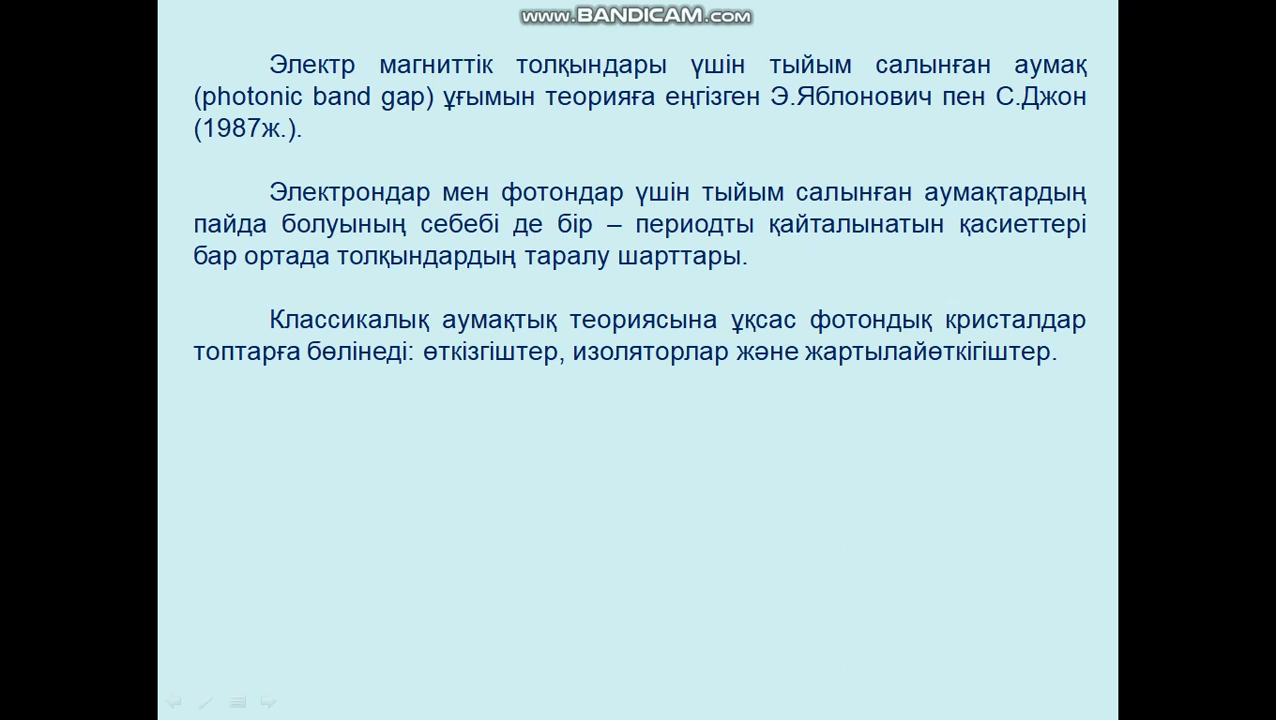 www.BANDICAM.com
Электр магниттік толқындары үшін тыйым салынған аумақ
(photonic band gap) ұғымын теорияға еңгізген Э.Яблонович пен С.Джон
(1987ж.).
Электрондар мен фотондар үшін тыйым салынған аумақтардың
пайда болуының себебі де бір – периодты қайталынатын қасиеттері
бар ортада толқындардың таралу шарттары.
Классикалық аумақтық теориясына ұқсас фотондық кристалдар
топтарға бөлінеді: өткізгіштер, изоляторлар және жартылайөткігіштер.